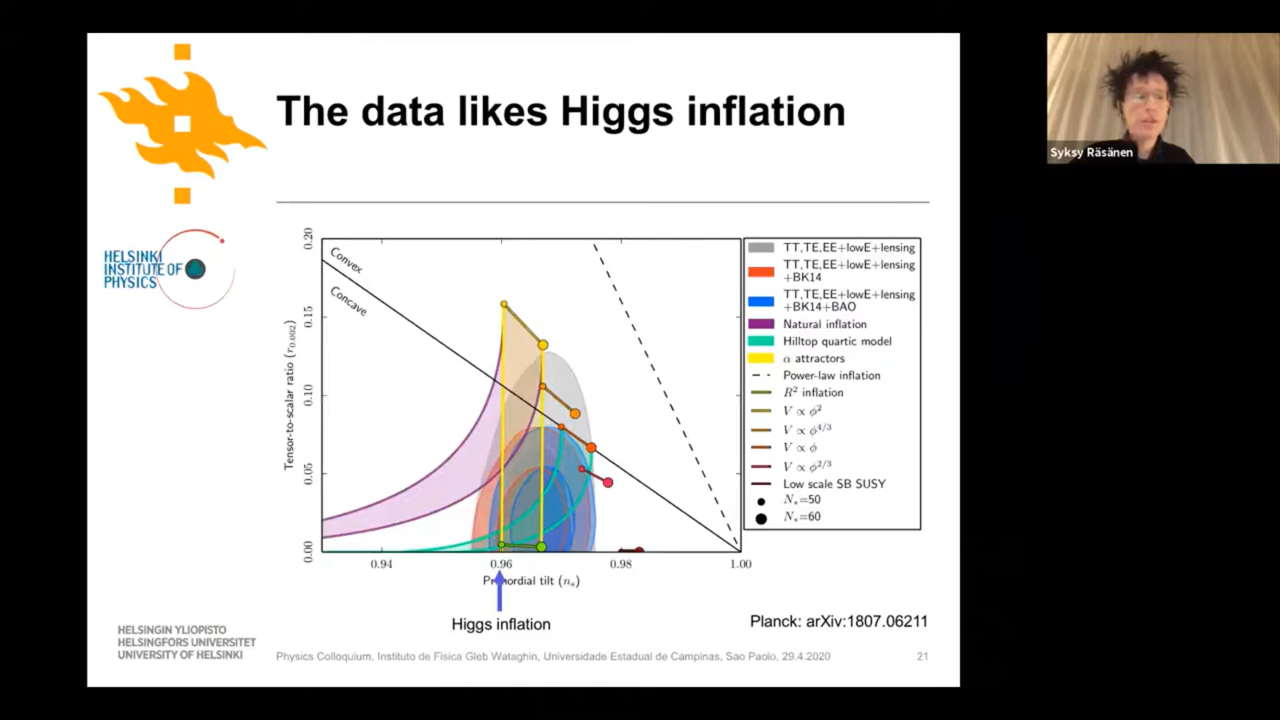 The data likes Higgs inflation
Syksy Räsänen
HELSINKI
INSTITUTE OF
PHYSICS
Convex
Concave
Tensor-to-scalar ratio (r₀.₀₀₂)
0.20
0.15
0.10
0.05
0.00
0.94
0.96
0.98
1.00
Primordial tilt (nₛ)
TT,TE,EE+lowE+lensing
TT,TE,EE+lowE+lensing
+BK14
TT,TE,EE+lowE+lensing
+BK14+BAO
Natural inflation
Hilltop quartic model
α attractors
Power-law inflation
R² inflation
V ∝ ϕ²
V ∝ ϕ⁴/³
V ∝ ϕ
V ∝ ϕ²/³
Low scale SB SUSY
N*=50
N*=60
Higgs inflation
Planck: arXiv:1807.06211
HELSINGIN YLIOPISTO
HELSINGFORS UNIVERSITET
UNIVERSITY OF HELSINKI
Physics Colloquium, Instituto de Física Gleb Wataghin, Universidade Estadual de Campinas, Sao Paolo, 29.4.2020
21